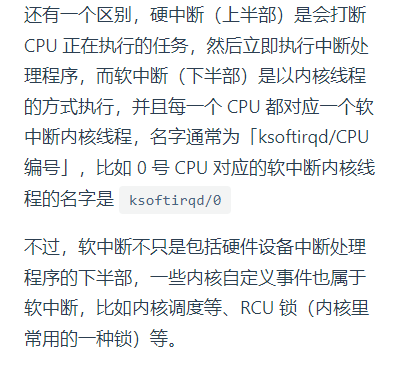 还有一个区别，硬中断（上半部）是会打断
CPU 正在执行的任务，然后立即执行中断处
理程序，而软中断（下半部）是以内核线程
的方式执行，并且每一个 CPU 都对应一个软
中断内核线程，名字通常为「ksoftirqd/CPU
编号」，比如 0 号 CPU 对应的软中断内核线
程的名字是 ksoftirqd/0
不过，软中断不只是包括硬件设备中断处理
程序的下半部，一些内核自定义事件也属于
软中断，比如内核调度等、RCU 锁（内核里
常用的一种锁）等。